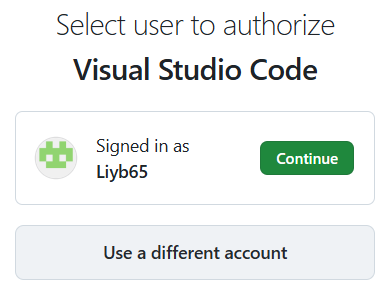 Select user to authorize
Visual Studio Code
Signed in as
Liyb65
Continue
Use a different account